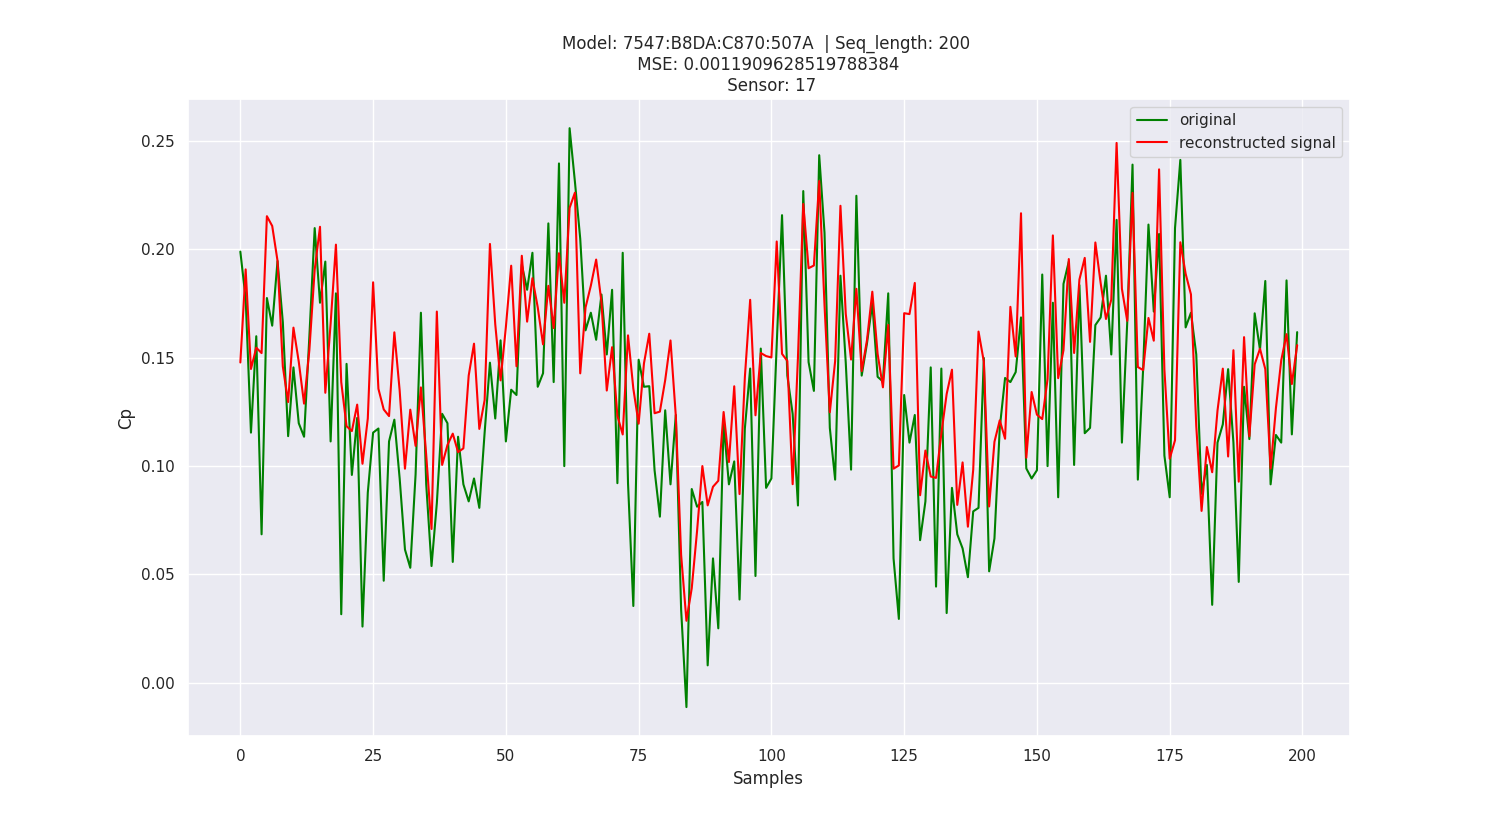 Model: 7547:B8DA:C870:507A | Seq_length: 200
MSE: 0.0011909628519788384
Sensor: 17
original
reconstructed signal
0.25
0.20
0.15
0.10
0.05
0.00
Cp
0 25 50 75 100 125 150 175 200
Samples